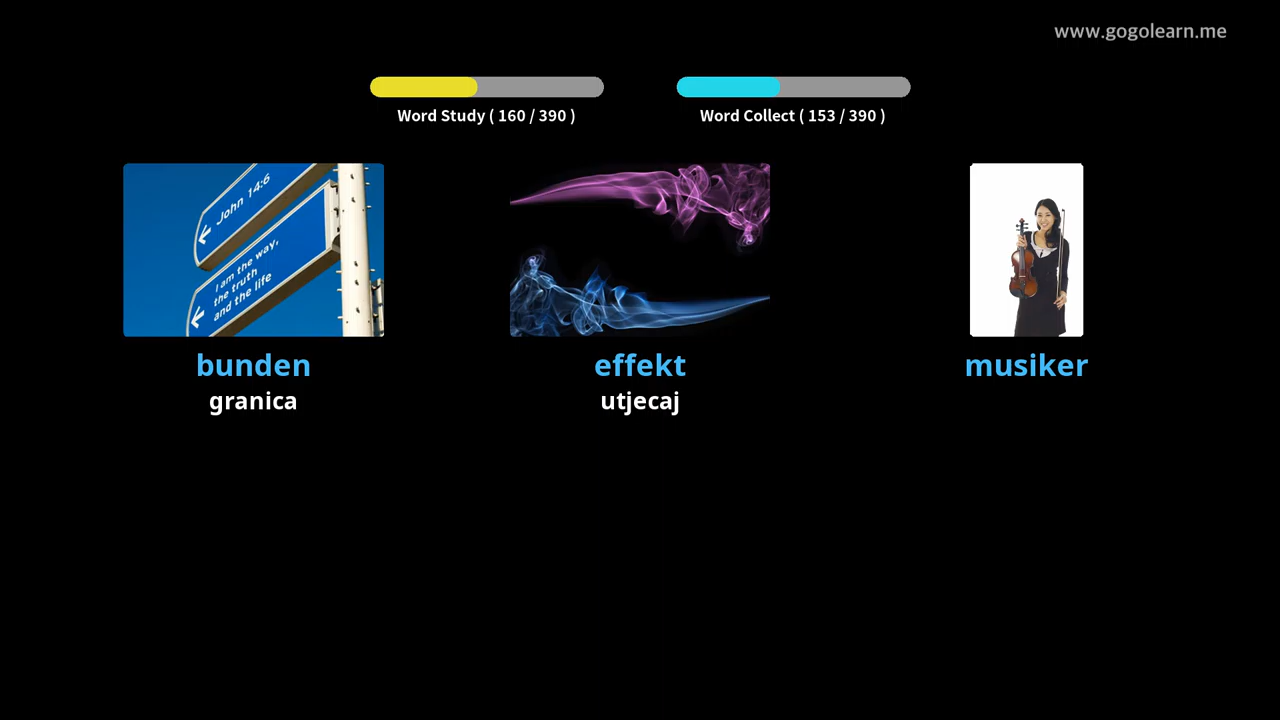 www.gogolearn.me
Word Study ( 160 / 390 )
Word Collect ( 153 / 390 )
John 14:6
I am the way,
the truth
and the life
bunden
effekt
musiker
granica
utjecaj